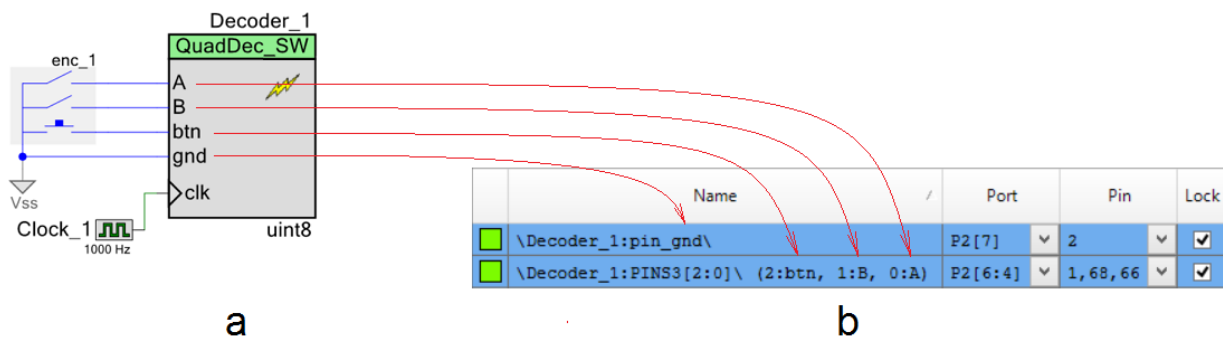 Decoder_1
QuadDec_SW
enc_1
A
B
btn
gnd
clk
Vss
Clock_1
1000 Hz
uint8
Name / Port Pin Lock
\Decoder_1:pin_gnd\ P2[7] 2
\Decoder_1:PINS3[2:0]\ (2:btn, 1:B, 0:A) P2[6:4] 1,68,66
a b